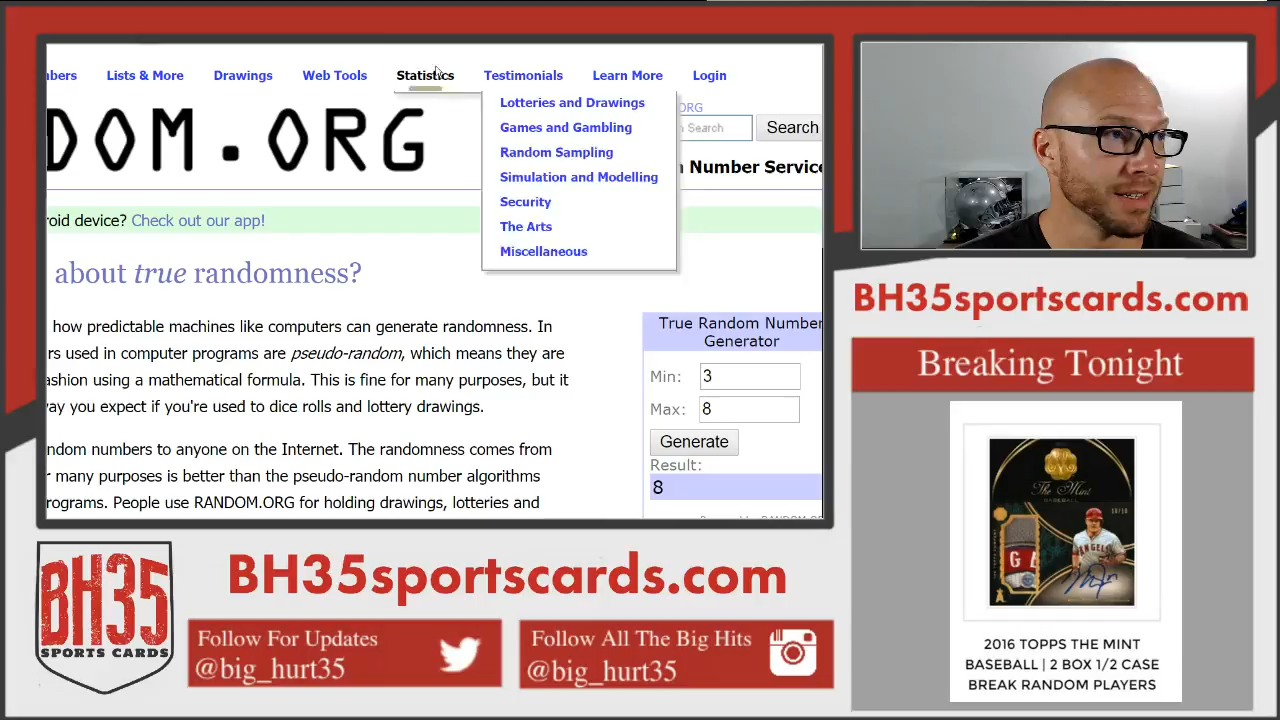 bers
Lists & More
Drawings
Web Tools
Statistics
Testimonials
Learn More
Login
DOM.ORG
Lotteries and Drawings
Games and Gambling
Random Sampling
Simulation and Modelling
Security
The Arts
Miscellaneous
ORG
Search
Search
Number Service
roid device? Check out our app!
about true randomness?
how predictable machines like computers can generate randomness. In
rs used in computer programs are pseudo-random, which means they are
ashion using a mathematical formula. This is fine for many purposes, but it
ay you expect if you're used to dice rolls and lottery drawings.
ndom numbers to anyone on the Internet. The randomness comes from
many purposes is better than the pseudo-random number algorithms
rograms. People use RANDOM.ORG for holding drawings, lotteries and
True Random Number
Generator
Min: 3
Max: 8
Generate
Result:
8
BH35sportscards.com
Breaking Tonight
The Mint
BASEBALL
10/10
ANGELS
2016 TOPPS THE MINT
BASEBALL | 2 BOX 1/2 CASE
BREAK RANDOM PLAYERS
BH35
SPORTS CARDS
BH35sportscards.com
Follow For Updates
@big_hurt35
Follow All The Big Hits
@big_hurt35